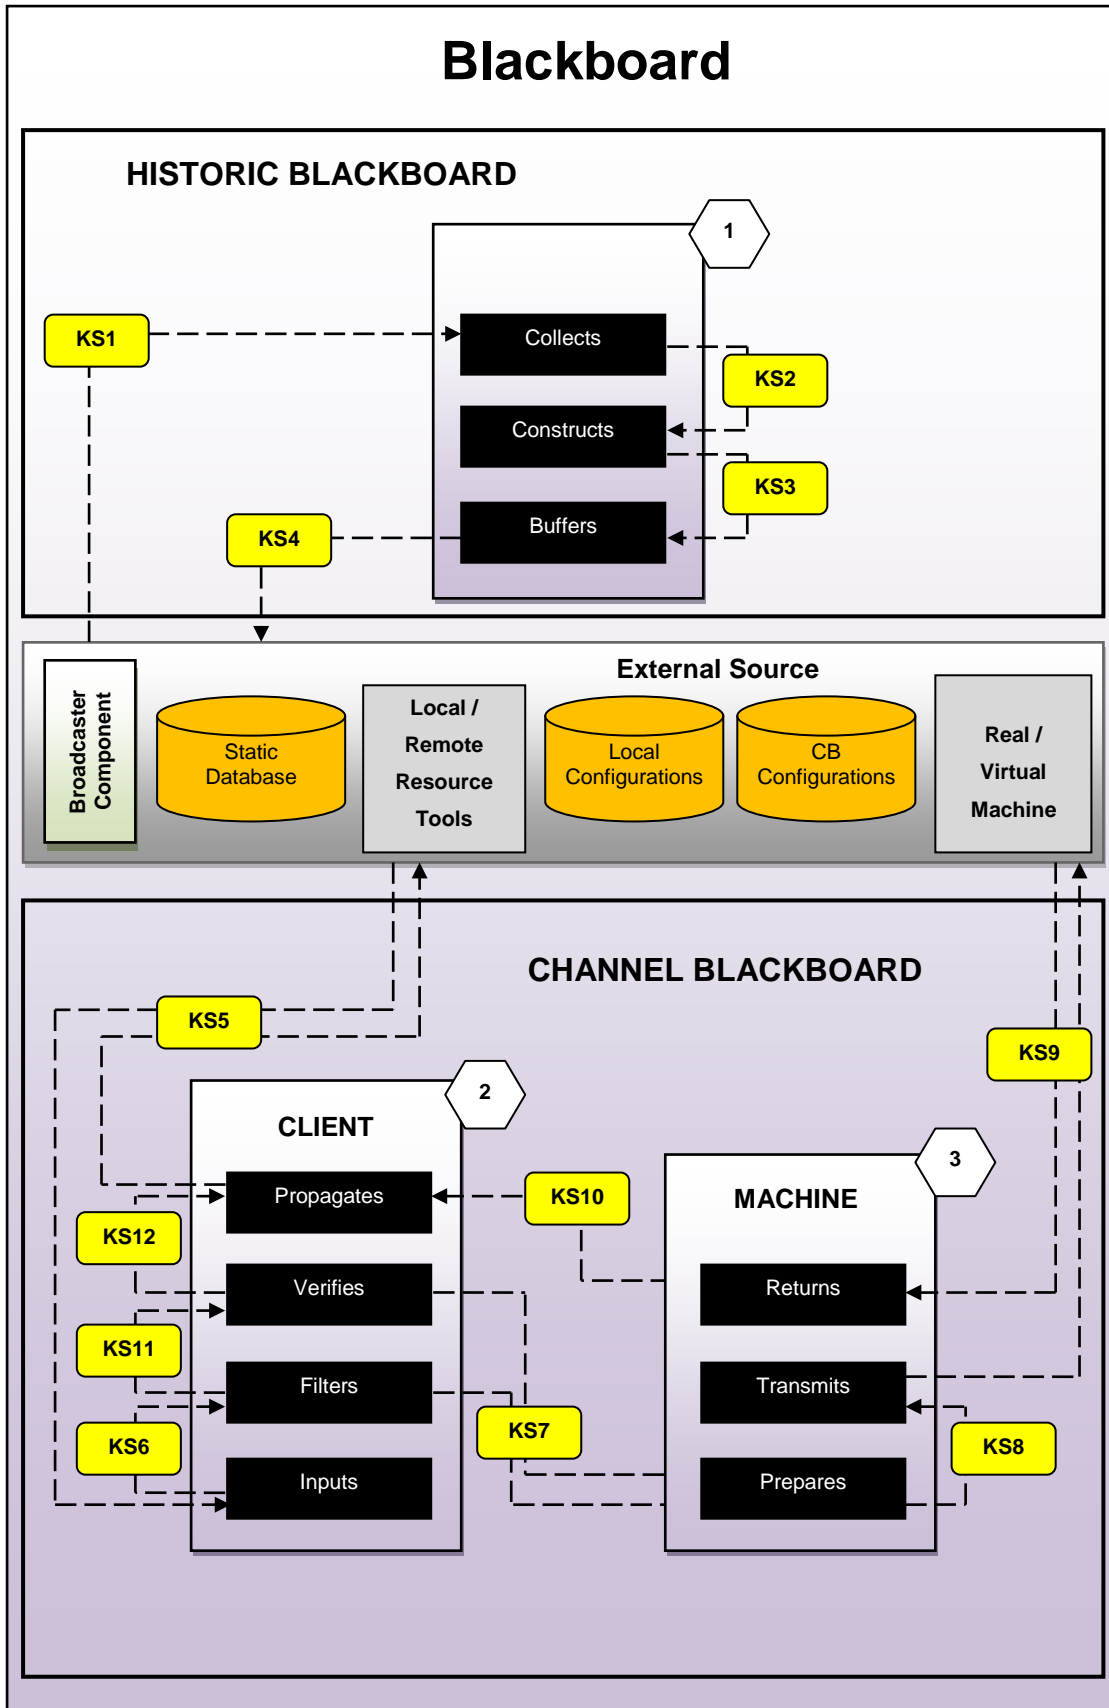 Blackboard
HISTORIC BLACKBOARD
1
KS1
Collects
KS2
Constructs
KS3
Buffers
KS4
External Source
Broadcaster
Component
Static
Database
Local /
Remote
Resource
Tools
Local
Configurations
CB
Configurations
Real /
Virtual
Machine
CHANNEL BLACKBOARD
KS5
KS9
2
CLIENT
3
MACHINE
Propagates
KS10
KS12
Verifies
Returns
KS11
Filters
Transmits
KS7
KS6
KS8
Inputs
Prepares